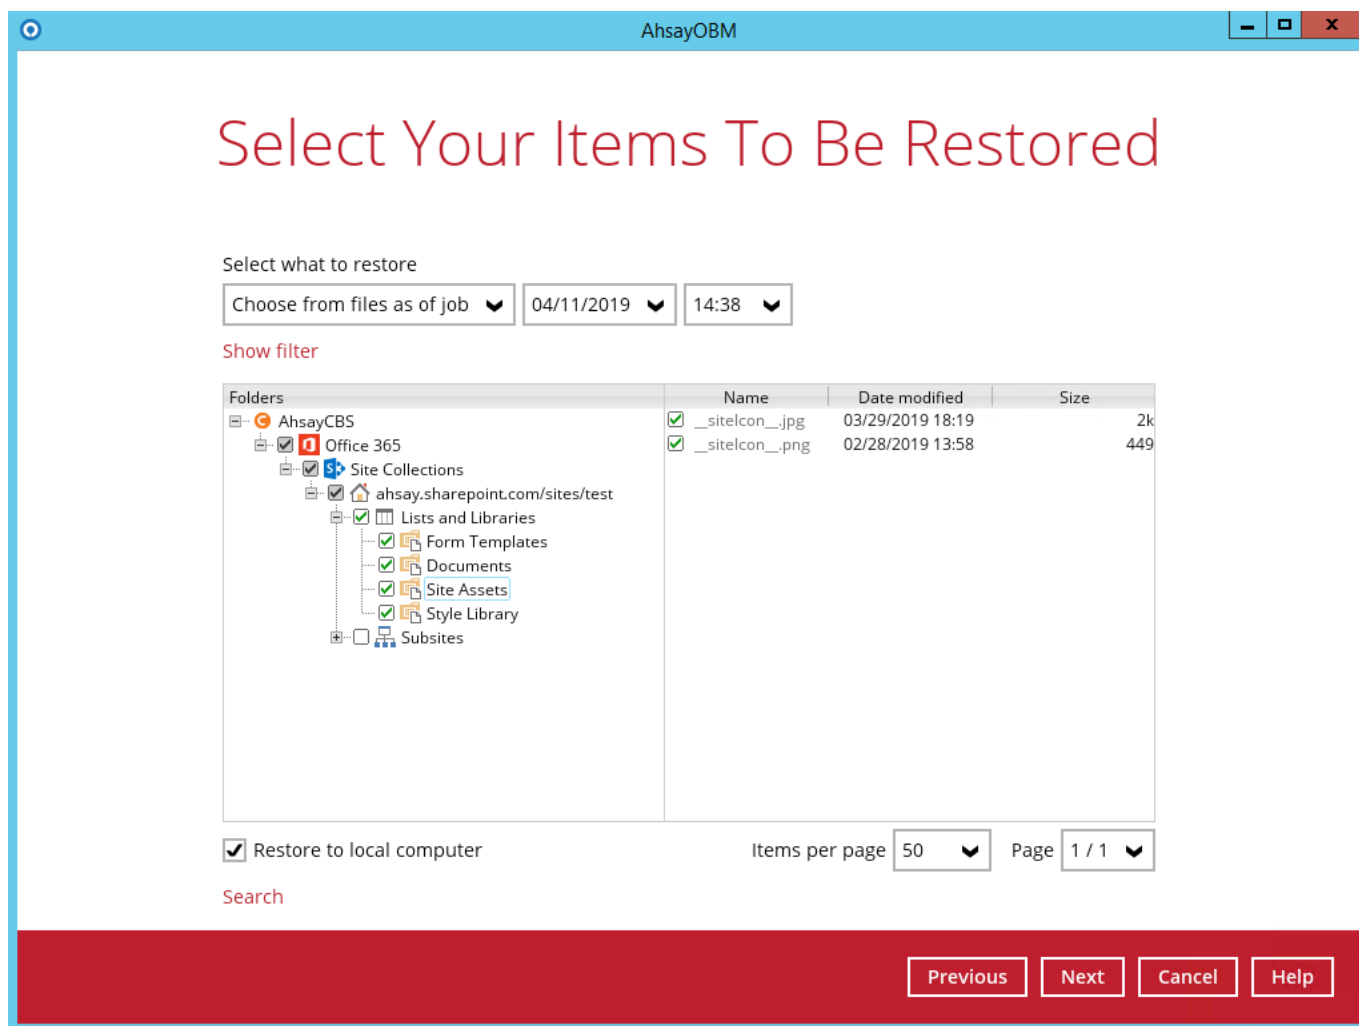 AhsayOBM
Select Your Items To Be Restored
Select what to restore
Choose from files as of job 04/11/2019 14:38
Show filter
Folders Name Date modified Size
AhsayCBS __siteIcon__.jpg 03/29/2019 18:19 2k
Office 365 __siteIcon__.png 02/28/2019 13:58 449
Site Collections
ahsay.sharepoint.com/sites/test
Lists and Libraries
Form Templates
Documents
Site Assets
Style Library
Subsites
Restore to local computer Items per page 50 Page 1 / 1
Search
Previous Next Cancel Help